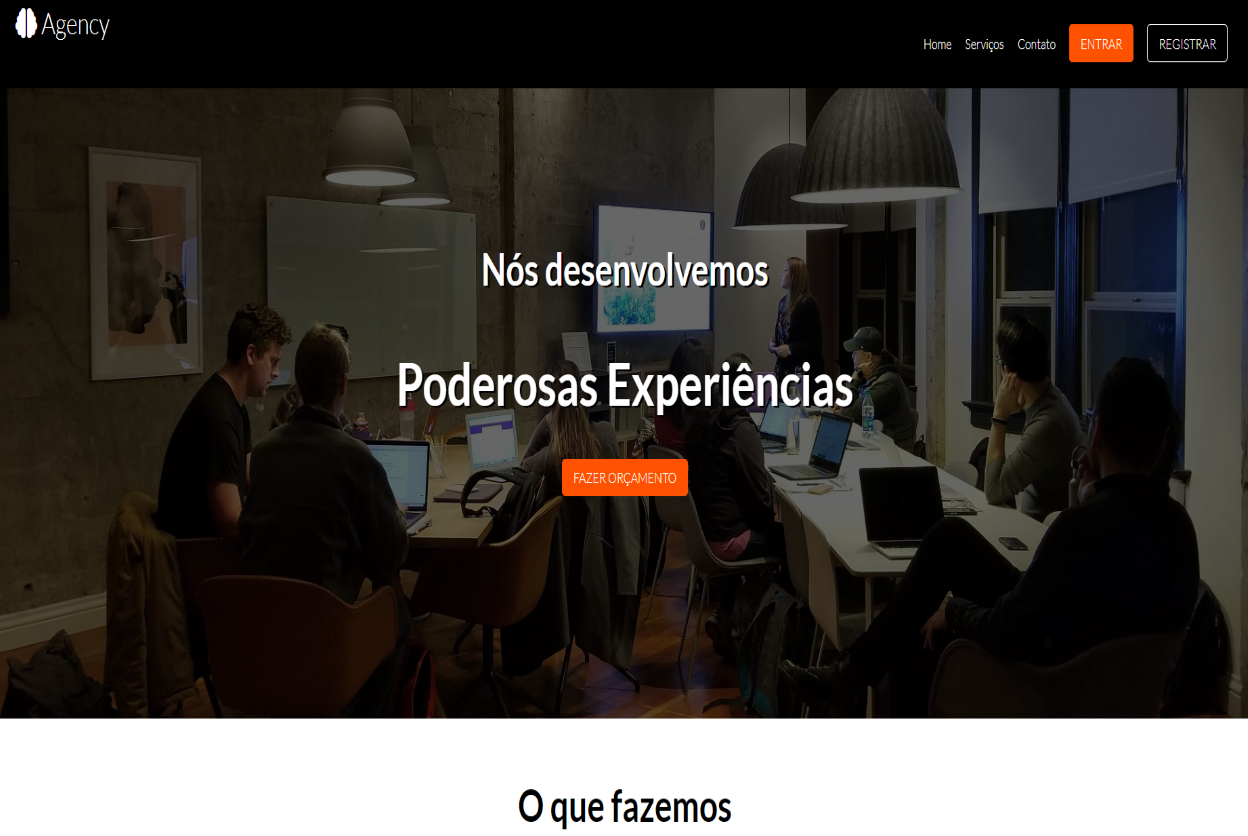 Agency
Home Serviços Contato ENTRAR REGISTRAR
Nós desenvolvemos
Poderosas Experiências
FAZER ORÇAMENTO
O que fazemos